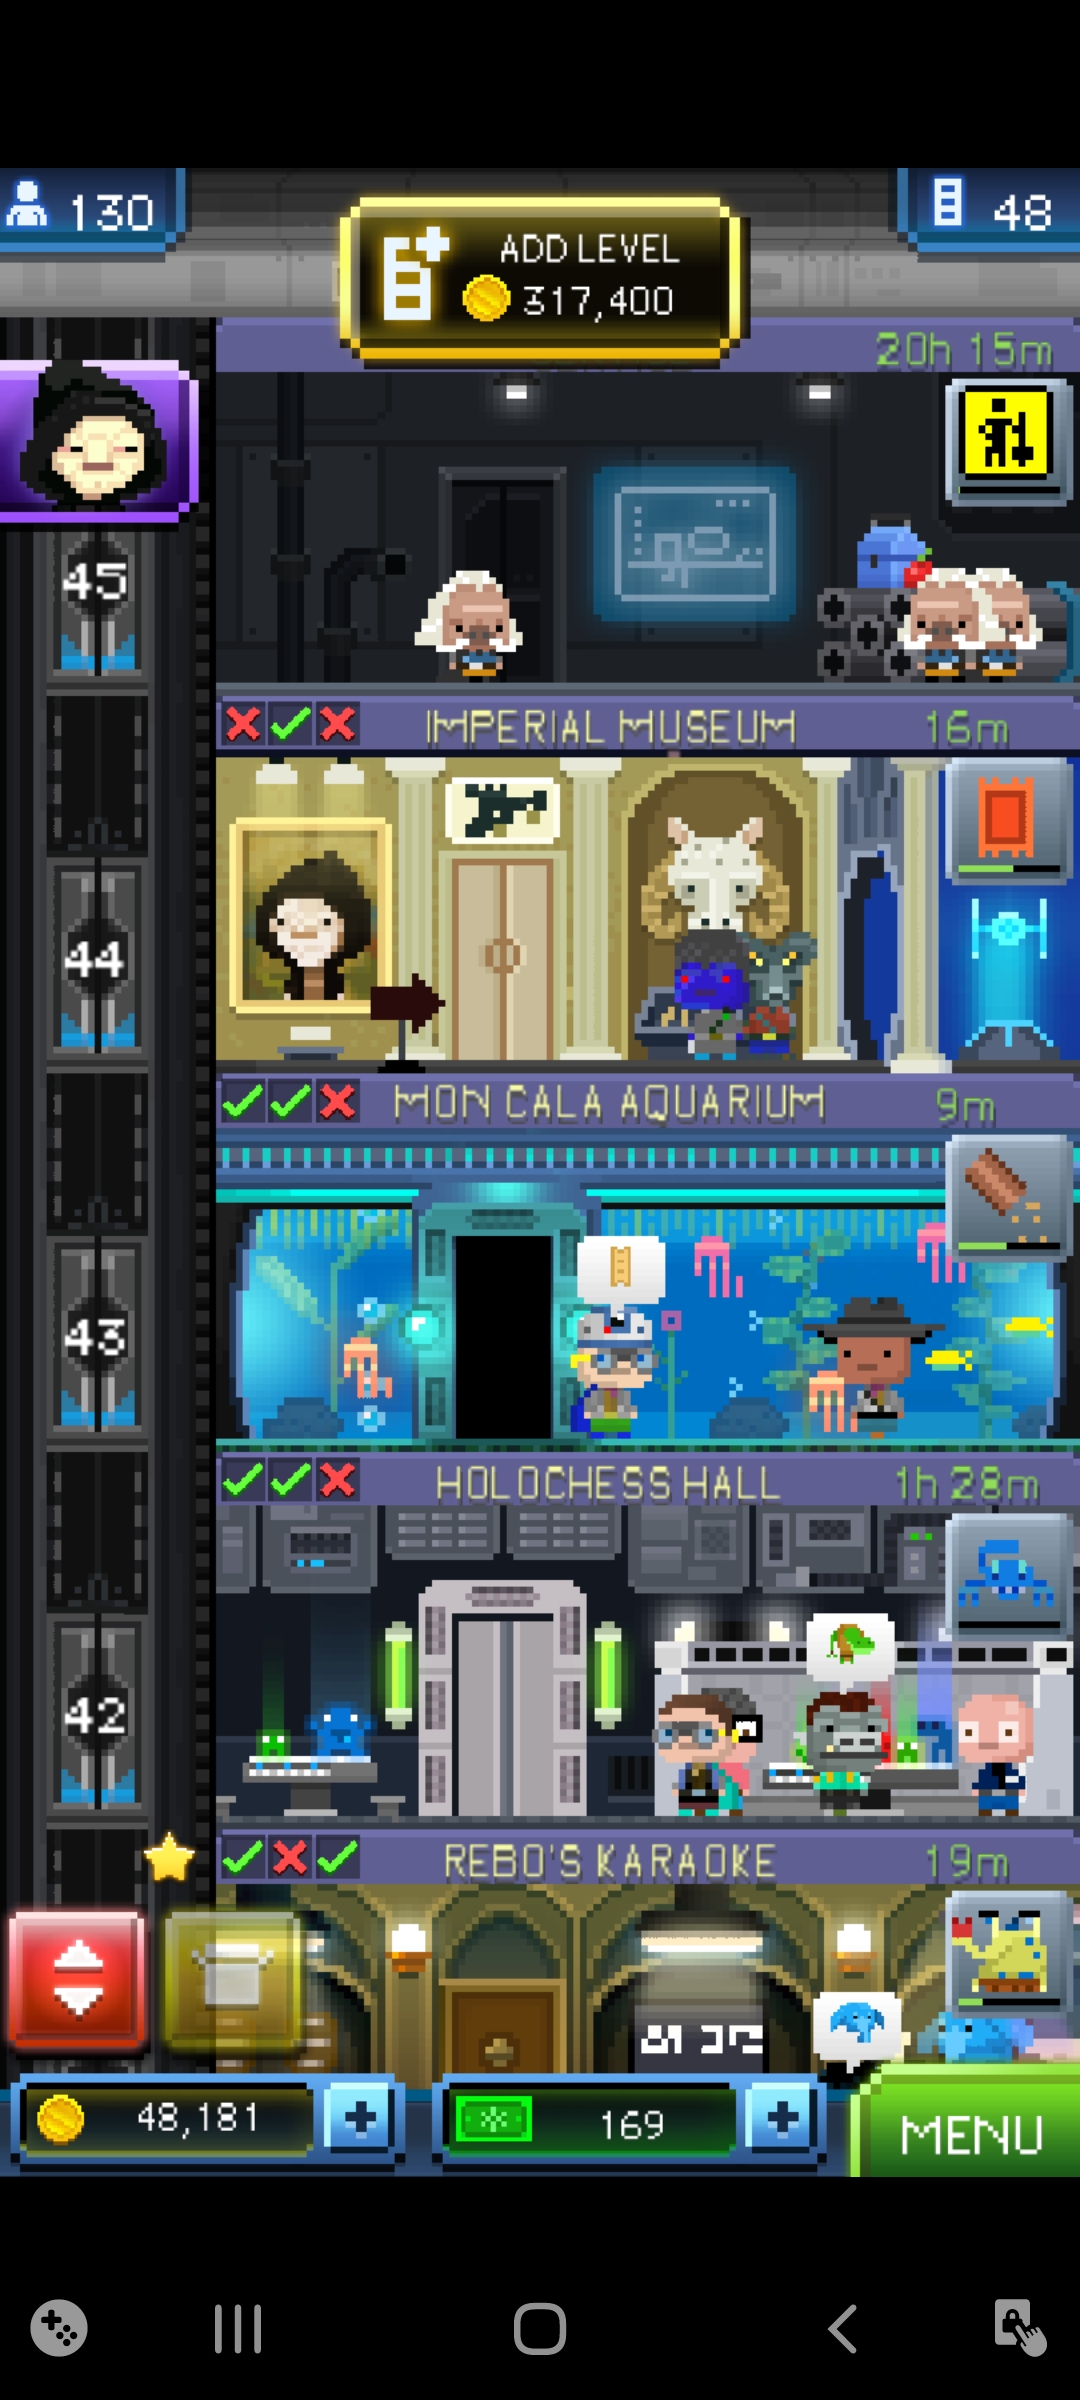 130
ADD LEVEL
317,400
48
20h 15m
45
IMPERIAL MUSEUM
16m
44
MON CALA AQUARIUM
9m
43
HOLOCHESS HALL
1h 28m
42
REBO'S KARAOKE
19m
48,181
169
MENU